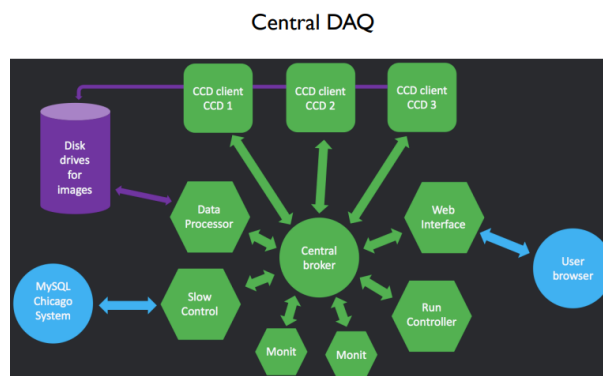 Central DAQ
CCD client
CCD 1
CCD client
CCD 2
CCD client
CCD 3
Disk
drives
for
images
Data
Processor
Web
Interface
Central
broker
User
browser
MySQL
Chicago
System
Slow
Control
Run
Controller
Monit
Monit